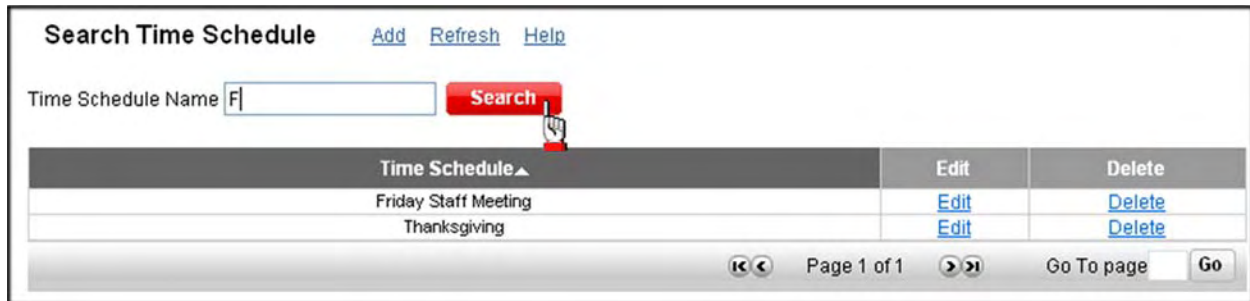 Search Time Schedule Add Refresh Help
Time Schedule Name F Search
Time Schedule Edit Delete
Friday Staff Meeting Edit Delete
Thanksgiving Edit Delete
Page 1 of 1 Go To page Go